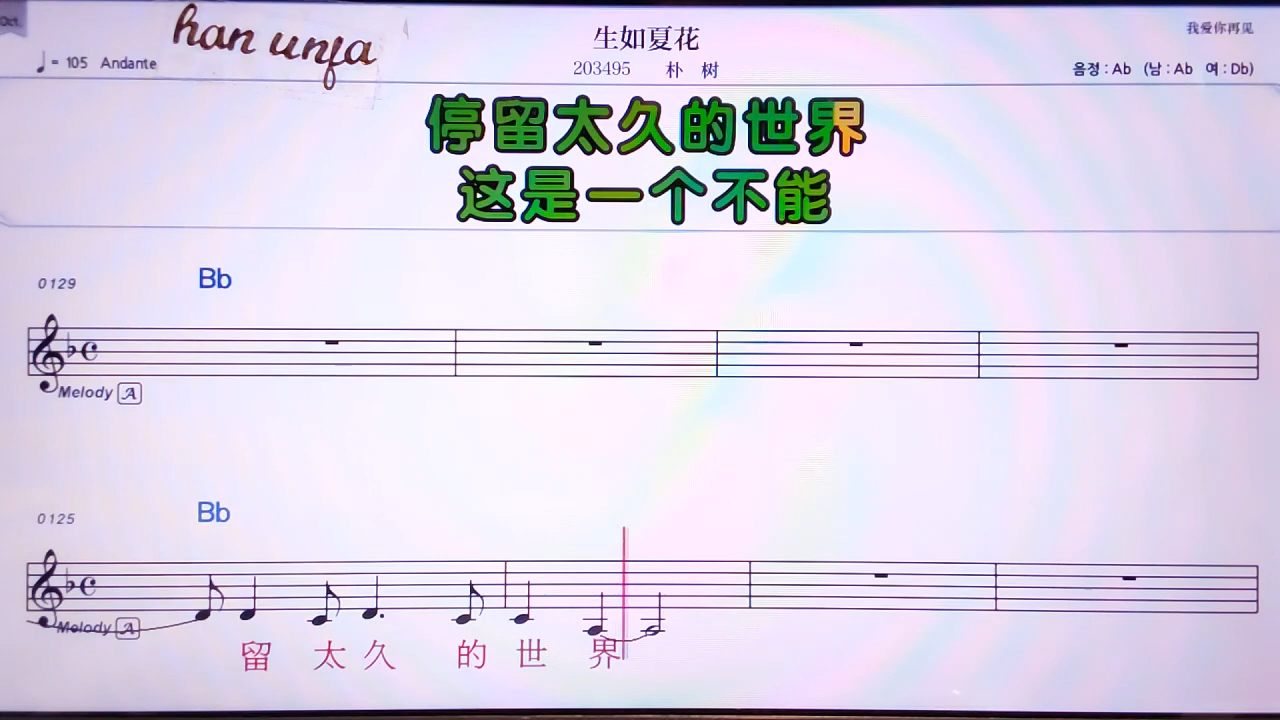 Oct.
han unfa
生如夏花
我爱你再见
= 105 Andante
203495 朴 树
음정 : Ab (남 : Ab 여 : Db)
停留太久的世界
这是一个不能
0129
Bb
Melody A
0125
Bb
Melody A
留 太 久 的 世 界